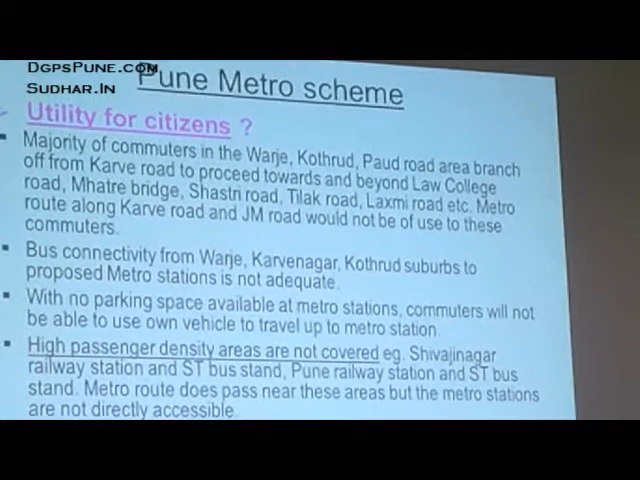 DgpsPune.com
Sudhar.In
Pune Metro scheme
Utility for citizens ?
Majority of commuters in the Warje, Kothrud, Paud road area branch
off from Karve road to proceed towards and beyond Law College
road, Mhatre bridge, Shastri road, Tilak road, Laxmi road etc. Metro
route along Karve road and JM road would not be of use to these
commuters.
Bus connectivity from Warje, Karvenagar, Kothrud suburbs to
proposed Metro stations is not adequate.
With no parking space available at metro stations, commuters will not
be able to use own vehicle to travel up to metro station.
High passenger density areas are not covered eg. Shivajinagar
railway station and ST bus stand, Pune railway station and ST bus
stand. Metro route does pass near these areas but the metro stations
are not directly accessible.